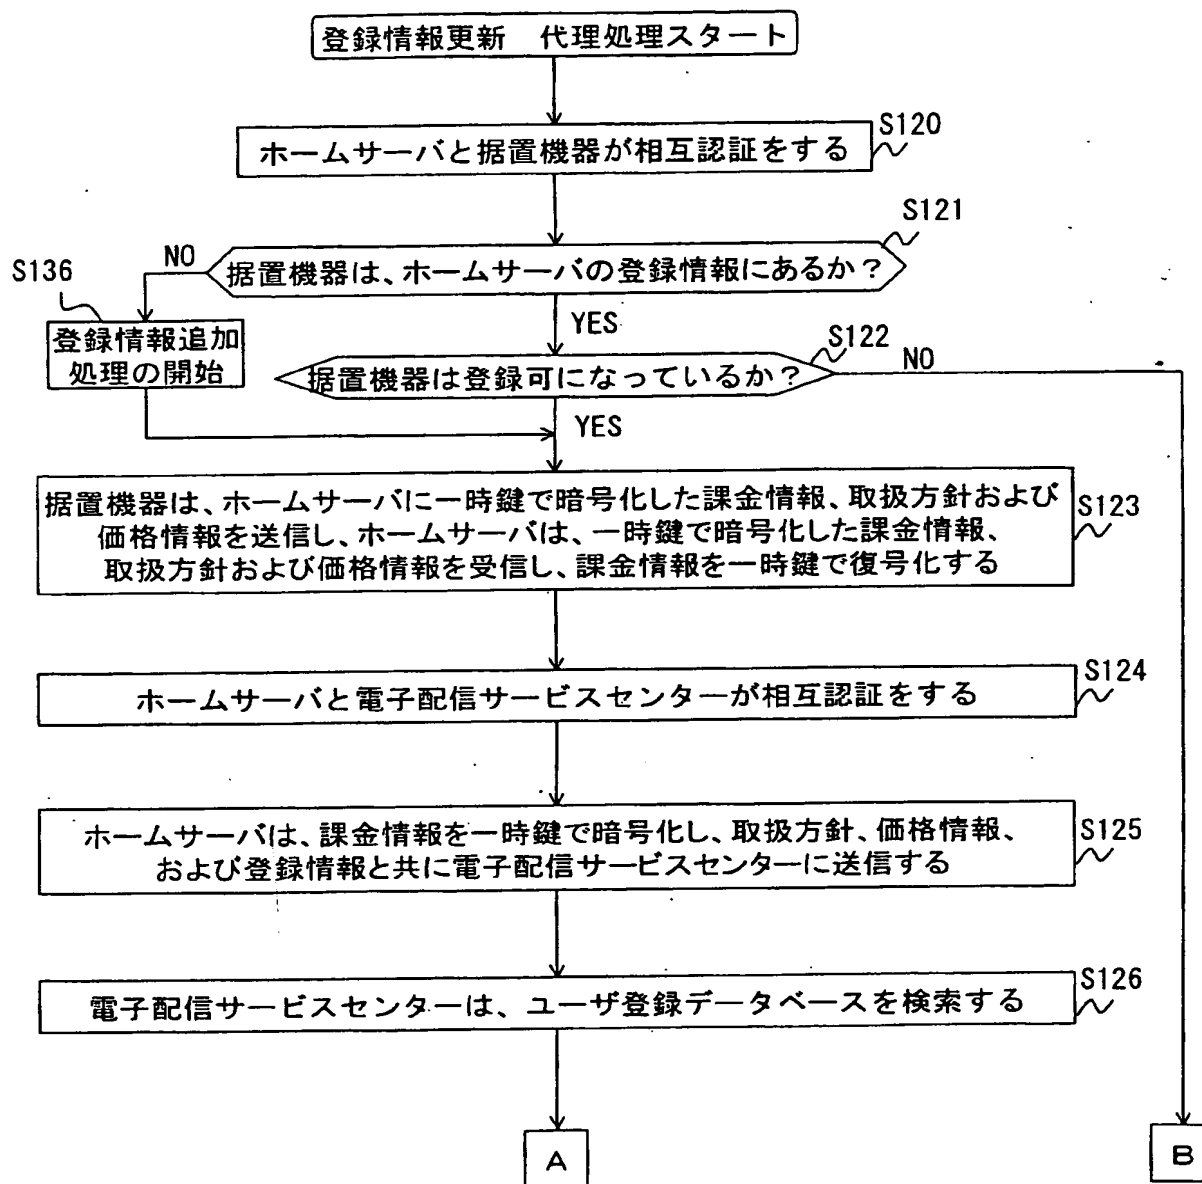 登録情報更新　代理処理スタート
ホームサーバと据置機器が相互認証をする
S120
据置機器は、ホームサーバの登録情報にあるか？
S121
NO
S136
登録情報追加
処理の開始
YES
据置機器は登録可になっているか？
S122
NO
YES
据置機器は、ホームサーバに一時鍵で暗号化した課金情報、取扱方針および
価格情報を送信し、ホームサーバは、一時鍵で暗号化した課金情報、
取扱方針および価格情報を受信し、課金情報を一時鍵で復号化する
S123
ホームサーバと電子配信サービスセンターが相互認証をする
S124
ホームサーバは、課金情報を一時鍵で暗号化し、取扱方針、価格情報、
および登録情報と共に電子配信サービスセンターに送信する
S125
電子配信サービスセンターは、ユーザ登録データベースを検索する
S126
A
B